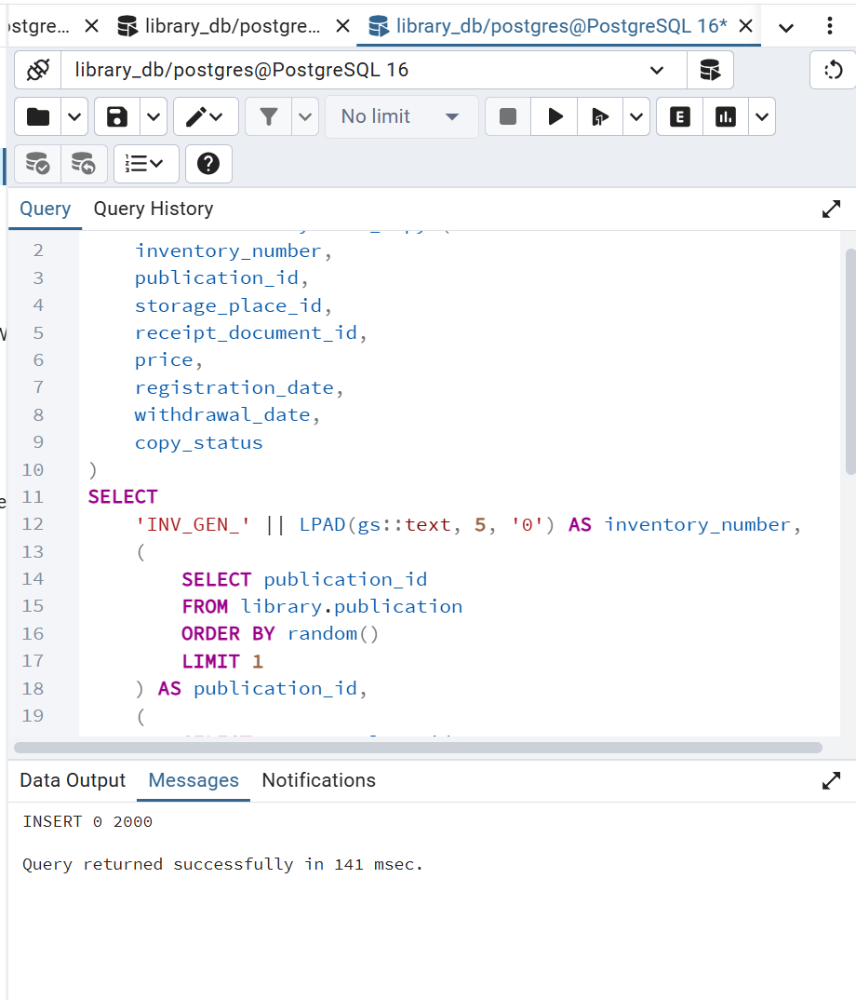 ostgre...
library_db/postgre...
library_db/postgres@PostgreSQL 16*
library_db/postgres@PostgreSQL 16
No limit
E
Query
Query History
2 inventory_number,
3 publication_id,
4 storage_place_id,
5 receipt_document_id,
6 price,
7 registration_date,
8 withdrawal_date,
9 copy_status
10 )
11 SELECT
12 'INV_GEN_' || LPAD(gs::text, 5, '0') AS inventory_number,
13 (
14 SELECT publication_id
15 FROM library.publication
16 ORDER BY random()
17 LIMIT 1
18 ) AS publication_id,
19 (
Data Output
Messages
Notifications
INSERT 0 2000
Query returned successfully in 141 msec.